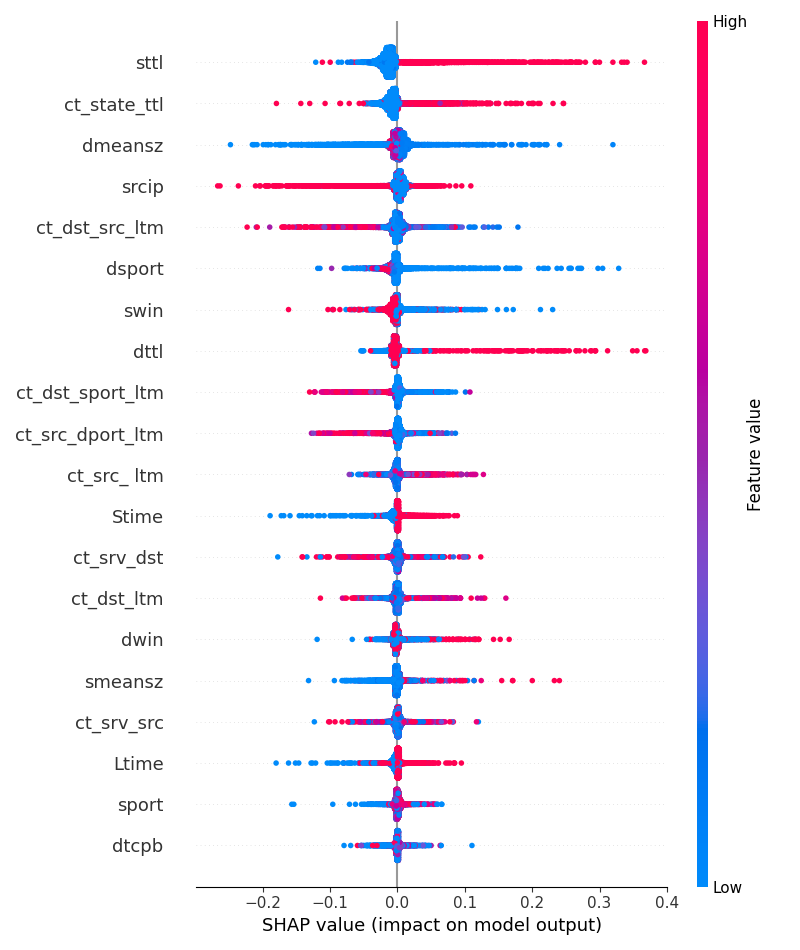 High
sttl
ct_state_ttl
dmeansz
srcip
ct_dst_src_ltm
dsport
swin
dttl
ct_dst_sport_ltm
ct_src_dport_ltm
ct_src_ ltm
Stime
ct_srv_dst
ct_dst_ltm
dwin
smeansz
ct_srv_src
Ltime
sport
dtcpb
Feature value
Low
−0.2 −0.1 0.0 0.1 0.2 0.3 0.4
SHAP value (impact on model output)